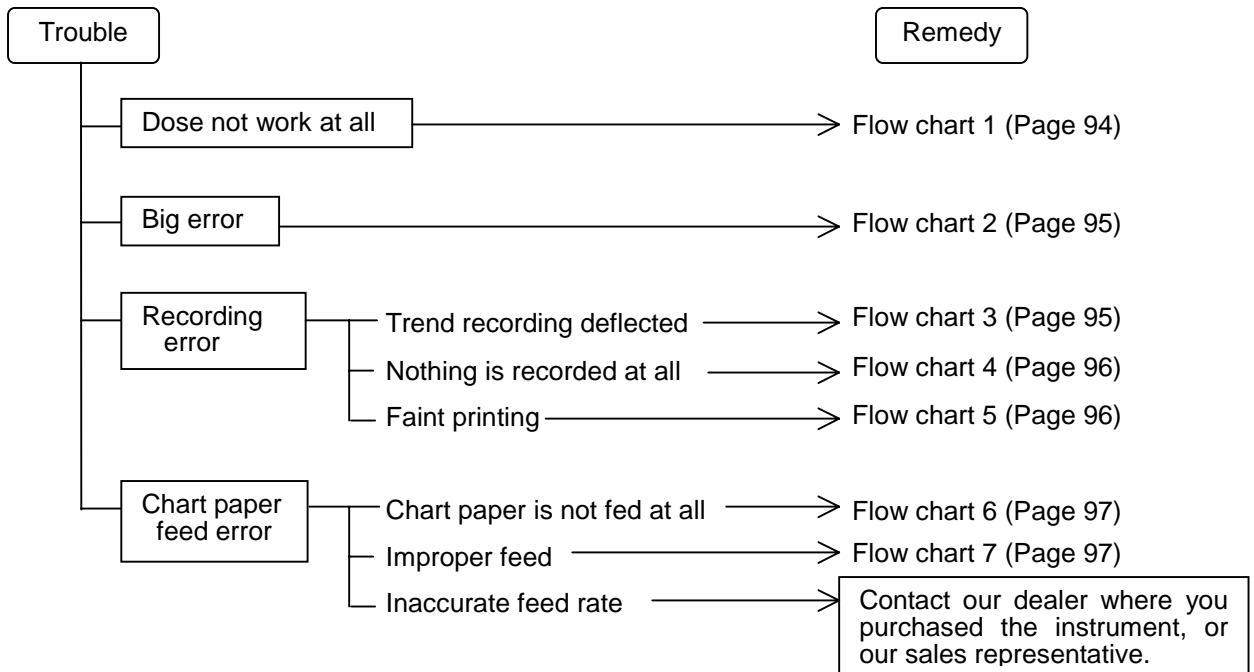 Trouble
Remedy
Dose not work at all
Flow chart 1 (Page 94)
Big error
Flow chart 2 (Page 95)
Recording
error
Trend recording deflected
Flow chart 3 (Page 95)
Nothing is recorded at all
Flow chart 4 (Page 96)
Faint printing
Flow chart 5 (Page 96)
Chart paper
feed error
Chart paper is not fed at all
Flow chart 6 (Page 97)
Improper feed
Flow chart 7 (Page 97)
Inaccurate feed rate
Contact our dealer where you
purchased the instrument, or
our sales representative.